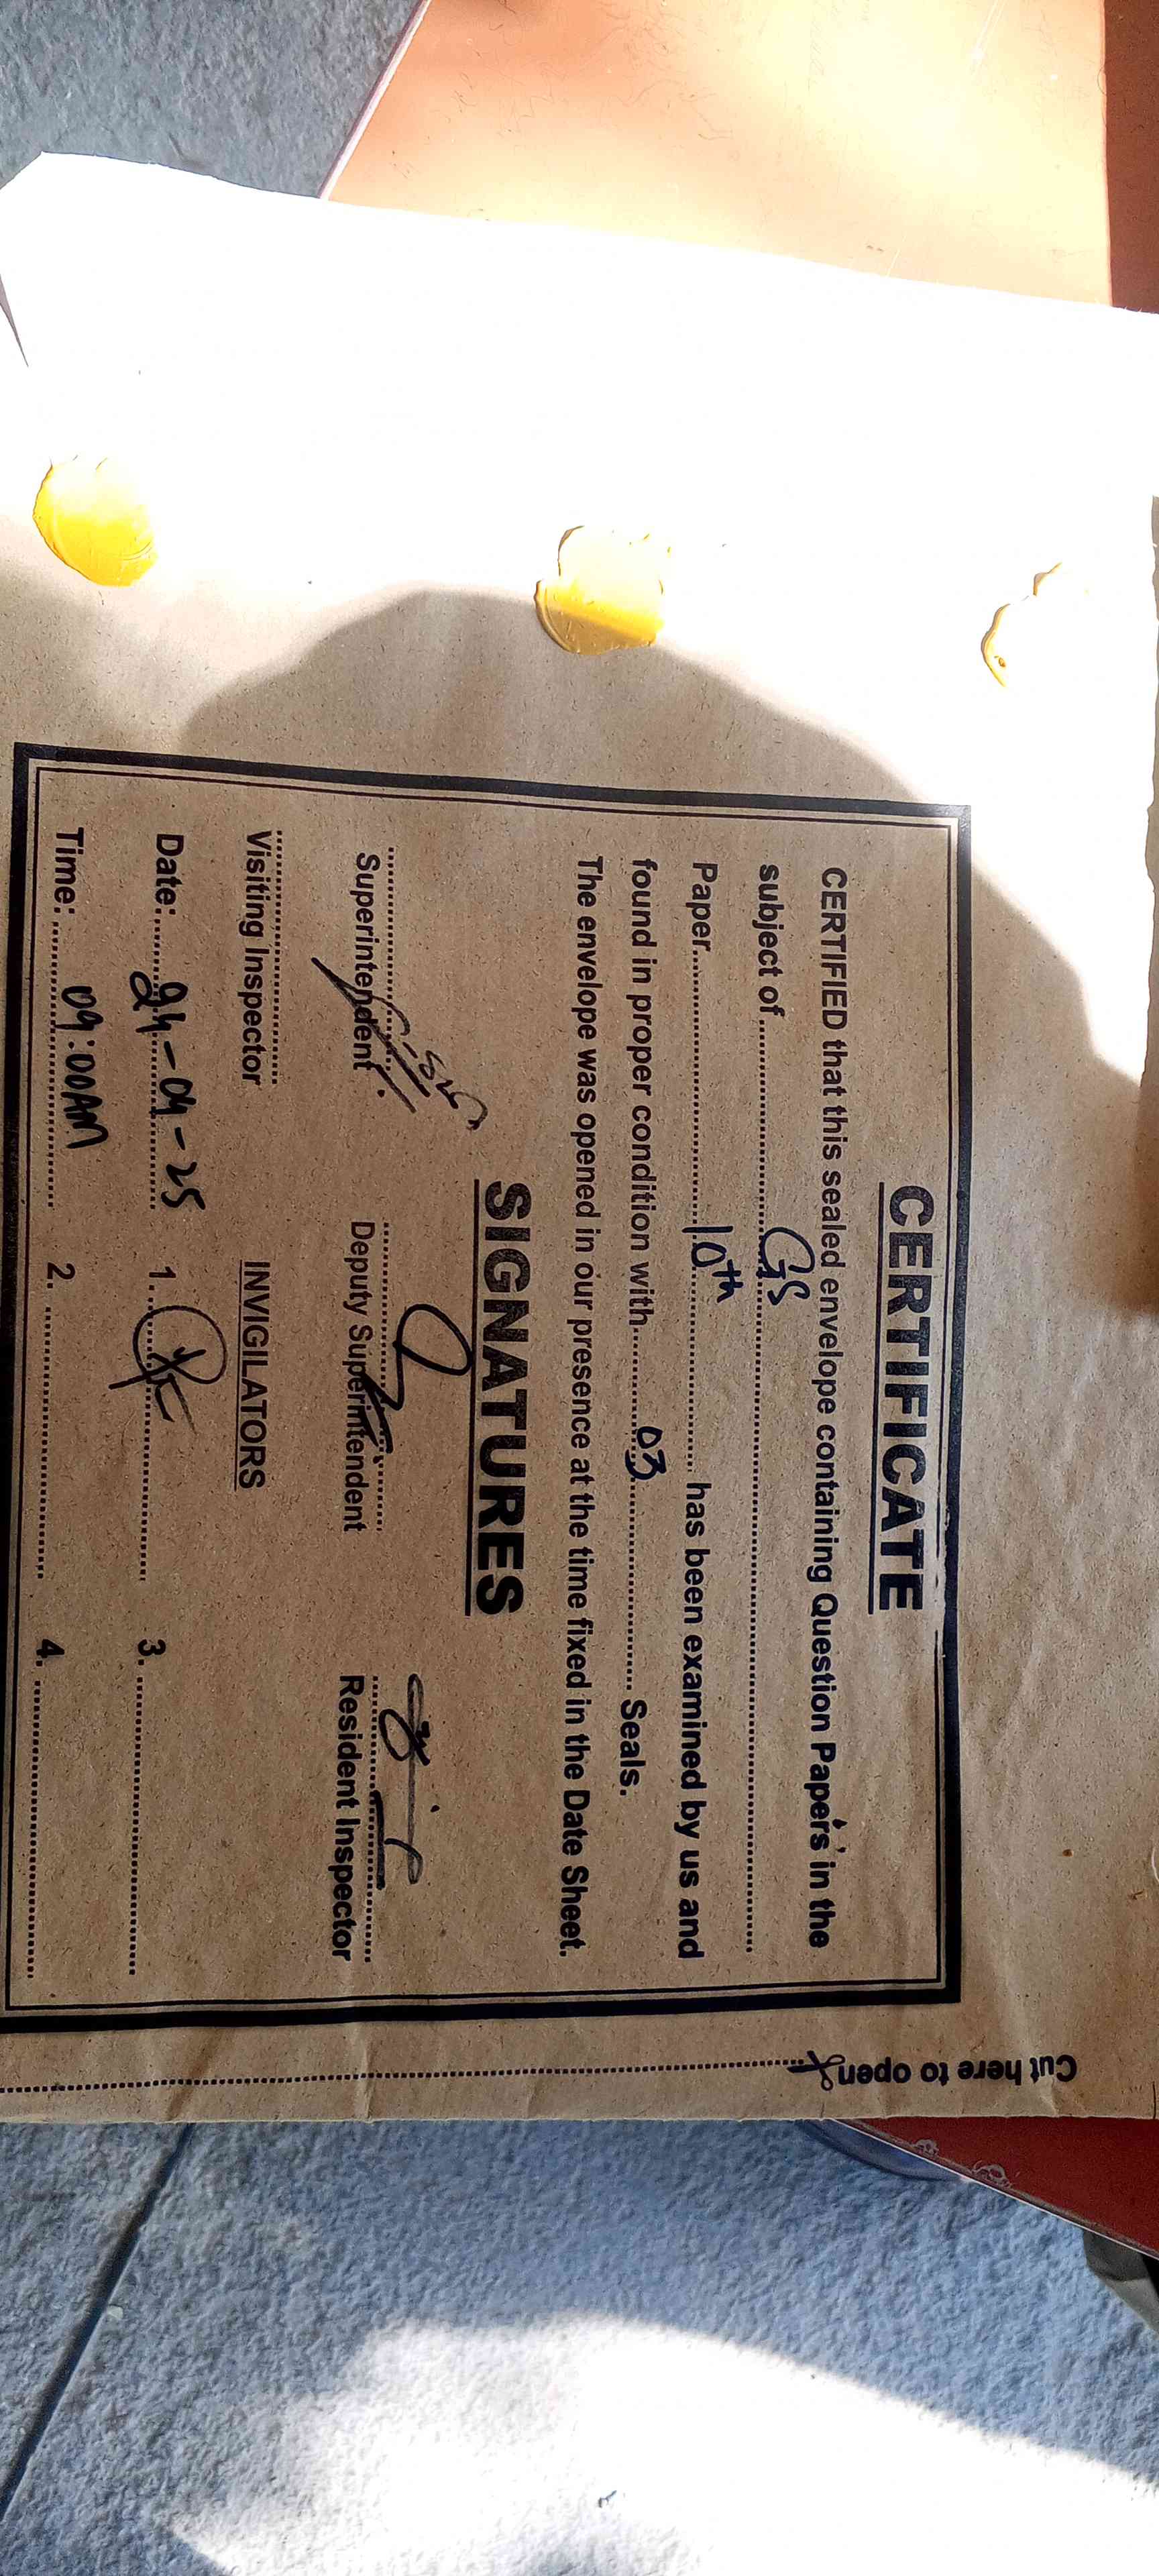 CERTIFICATE
CERTIFIED that this sealed envelope containing Question Papers in the
subject of ........ GS ........
Paper ........ 10th ........ has been examined by us and
found in proper condition with ........ 03 ........ Seals.
The envelope was opened in our presence at the time fixed in the Date Sheet.
SIGNATURES
Superintendent
Deputy Superintendent
Resident Inspector
Visiting Inspector
INVIGILATORS
Date: 24-04-25
1.
3.
Time: 09:00AM
2.
4.
Cut here to open